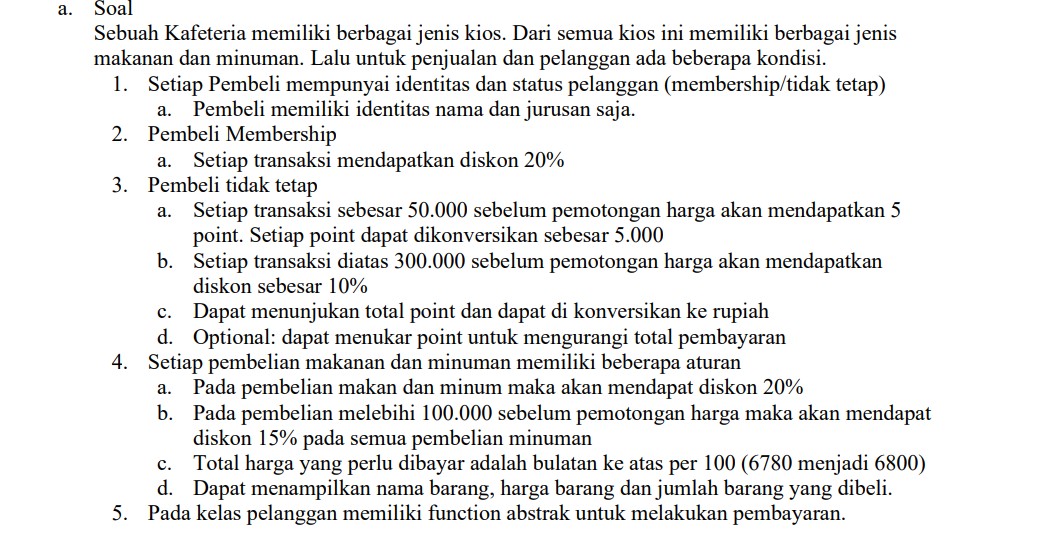 a. Soal
Sebuah Kafeteria memiliki berbagai jenis kios. Dari semua kios ini memiliki berbagai jenis
makanan dan minuman. Lalu untuk penjualan dan pelanggan ada beberapa kondisi.
1. Setiap Pembeli mempunyai identitas dan status pelanggan (membership/tidak tetap)
a. Pembeli memiliki identitas nama dan jurusan saja.
2. Pembeli Membership
a. Setiap transaksi mendapatkan diskon 20%
3. Pembeli tidak tetap
a. Setiap transaksi sebesar 50.000 sebelum pemotongan harga akan mendapatkan 5
point. Setiap point dapat dikonversikan sebesar 5.000
b. Setiap transaksi diatas 300.000 sebelum pemotongan harga akan mendapatkan
diskon sebesar 10%
c. Dapat menunjukan total point dan dapat di konversikan ke rupiah
d. Optional: dapat menukar point untuk mengurangi total pembayaran
4. Setiap pembelian makanan dan minuman memiliki beberapa aturan
a. Pada pembelian makan dan minum maka akan mendapat diskon 20%
b. Pada pembelian melebihi 100.000 sebelum pemotongan harga maka akan mendapat
diskon 15% pada semua pembelian minuman
c. Total harga yang perlu dibayar adalah bulatan ke atas per 100 (6780 menjadi 6800)
d. Dapat menampilkan nama barang, harga barang dan jumlah barang yang dibeli.
5. Pada kelas pelanggan memiliki function abstrak untuk melakukan pembayaran.